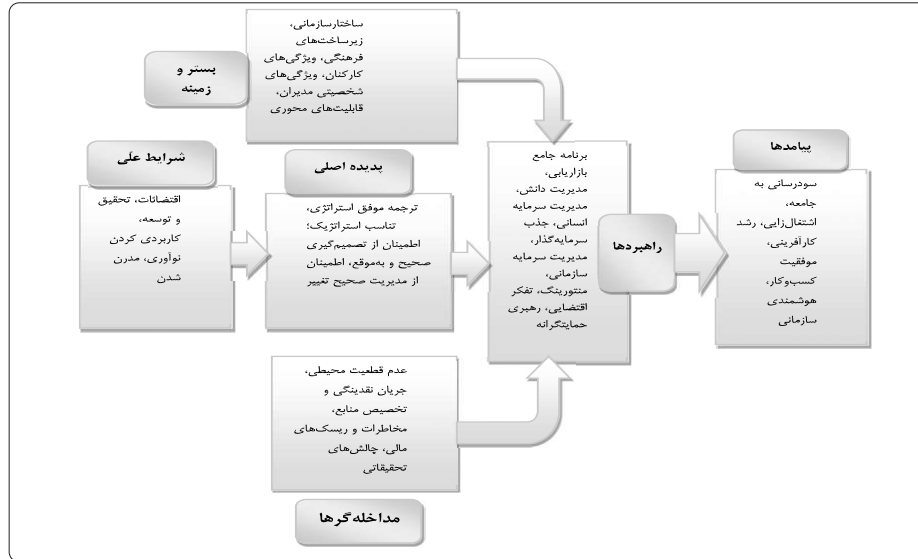 ساختارسازمانی،
زیرساخت‌های
فرهنگی، ویژگی‌های
کارکنان، ویژگی‌های
شخصیتی مدیران،
قابلیت‌های محوری
بستر و
زمینه
شرایط علّی
اقتضائات، تحقیق
و توسعه،
کاربردی کردن
نوآوری، مدرن
شدن
پدیده اصلی
ترجمه موفق استراتژی،
تناسب استراتژیک؛
اطمینان از تصمیم‌گیری
صحیح و به‌موقع، اطمینان
از مدیریت صحیح تغییر
برنامه جامع
بازاریابی،
مدیریت دانش،
مدیریت سرمایه
انسانی، جذب
سرمایه‌گذار،
مدیریت سرمایه
سازمانی،
منتورینگ، تفکر
اقتضایی، رهبری
حمایتگرانه
راهبردها
پیامدها
سودرسانی به
جامعه،
اشتغال‌زایی، رشد
کارآفرینی،
موفقیت
کسب‌وکار،
هوشمندی
سازمانی
عدم قطعیت محیطی،
جریان نقدینگی و
تخصیص منابع،
مخاطرات و ریسک‌های
مالی، چالش‌های
تحقیقاتی
مداخله‌گرها